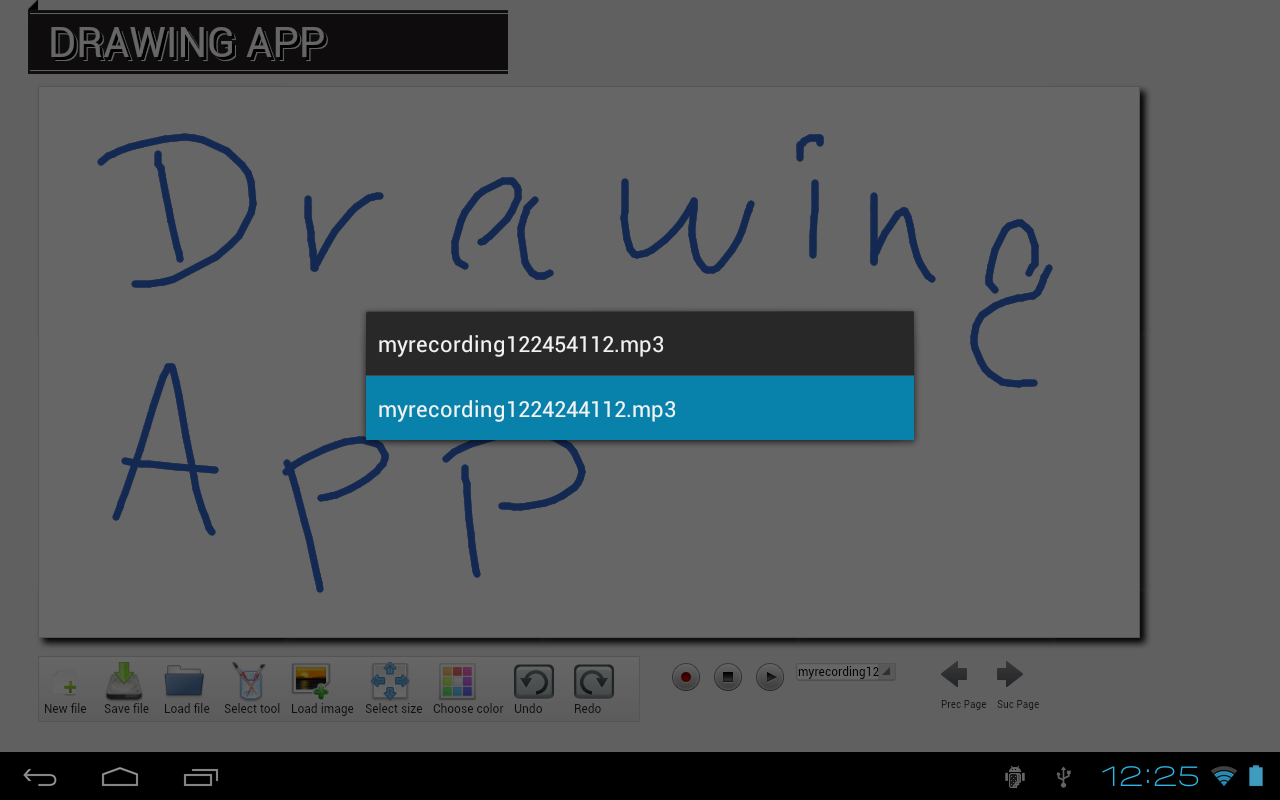 DRAWING APP
Drawing
APP
myrecording122454112.mp3
myrecording1224244112.mp3
New file Save file Load file Select tool Load image Select size Choose color Undo Redo
myrecording12
Prec Page Suc Page
12:25